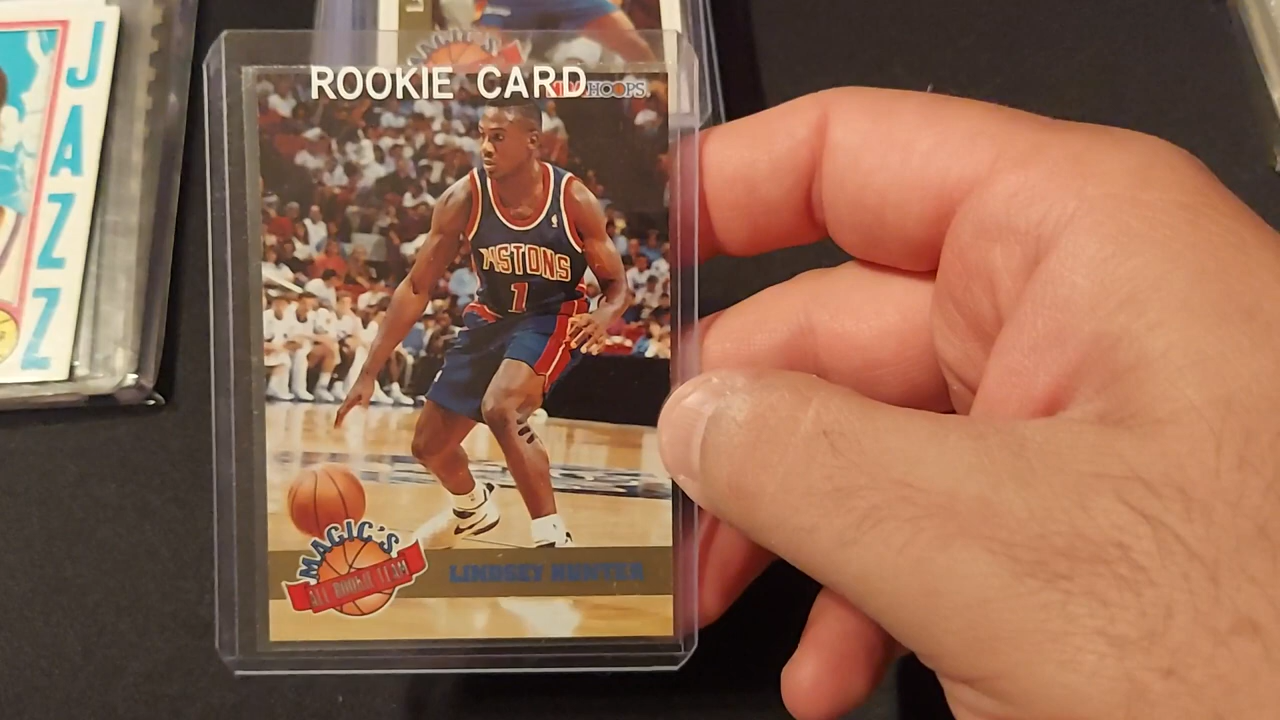 JAZZ
ROOKIE CARD
HOOPS
PISTONS
1
MAGIC'S
ALL ROOKIE TEAM
LINDSEY HUNTER